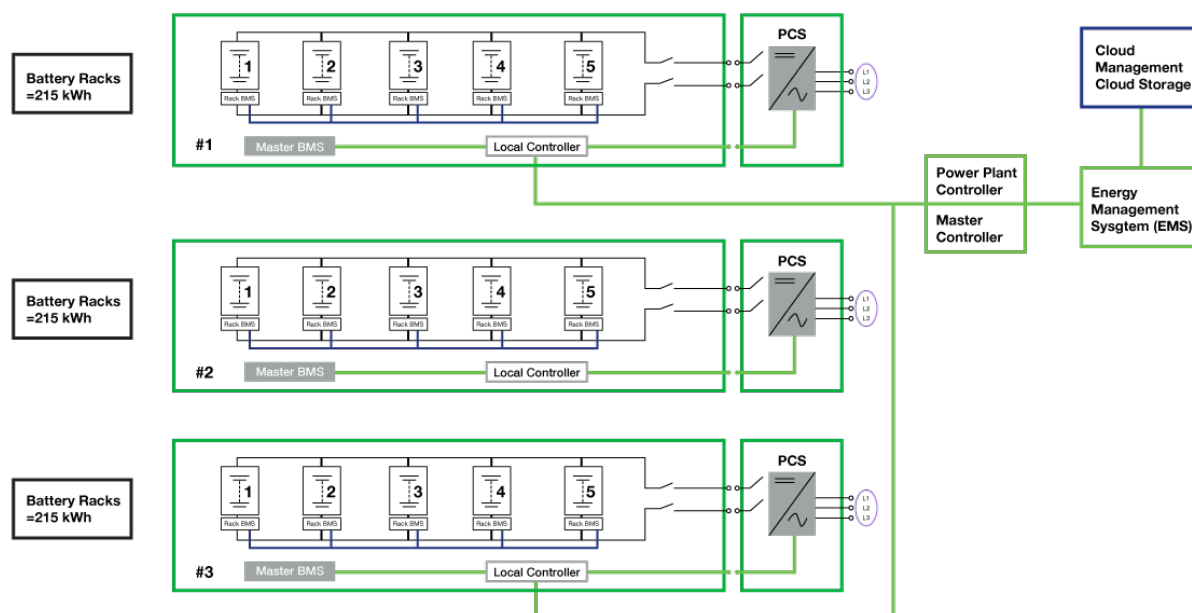 PCS
Battery Racks
=215 kWh
1
2
3
4
5
Rack BMS
Rack BMS
Rack BMS
Rack BMS
Rack BMS
L1
L2
L3
#1
Master BMS
Local Controller
Cloud
Management
Cloud Storage
Power Plant
Controller
Master
Controller
Energy
Management
Sysgtem (EMS)
PCS
Battery Racks
=215 kWh
1
2
3
4
5
Rack BMS
Rack BMS
Rack BMS
Rack BMS
Rack BMS
L1
L2
L3
#2
Master BMS
Local Controller
PCS
Battery Racks
=215 kWh
1
2
3
4
5
Rack BMS
Rack BMS
Rack BMS
Rack BMS
Rack BMS
L1
L2
L3
#3
Master BMS
Local Controller